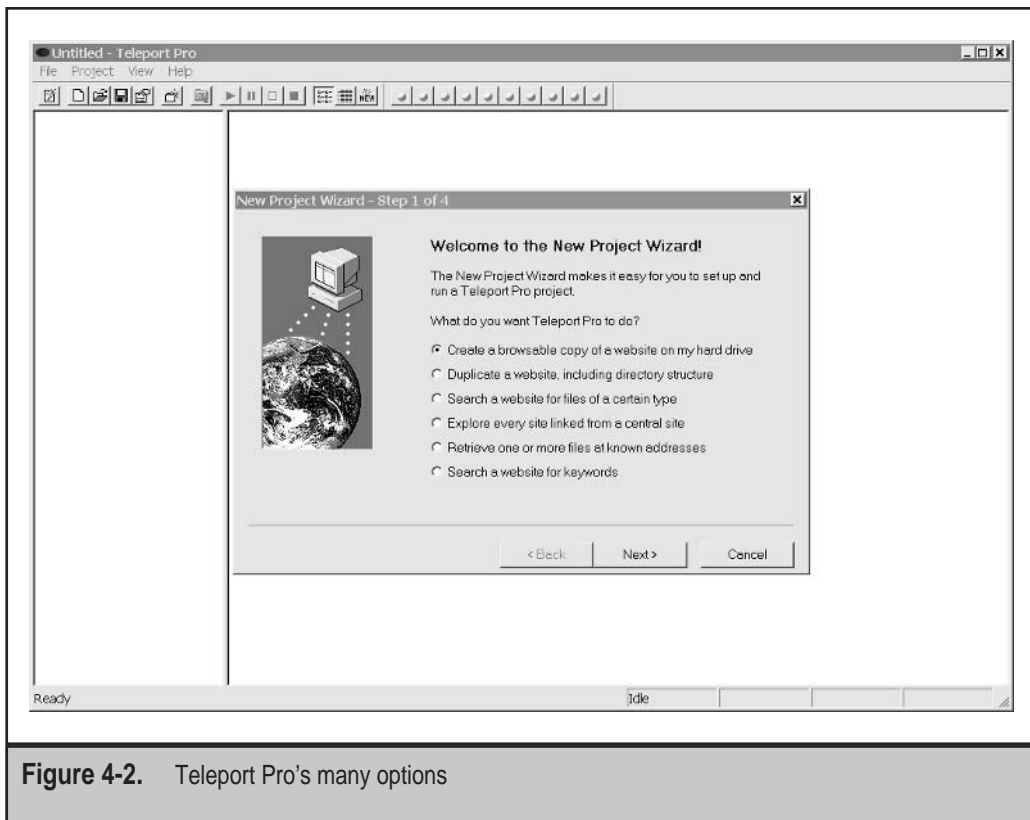 Untitled - Teleport Pro
File Project View Help
NEW
New Project Wizard - Step 1 of 4
Welcome to the New Project Wizard!
The New Project Wizard makes it easy for you to set up and
run a Teleport Pro project.
What do you want Teleport Pro to do?
Create a browsable copy of a website on my hard drive
Duplicate a website, including directory structure
Search a website for files of a certain type
Explore every site linked from a central site
Retrieve one or more files at known addresses
Search a website for keywords
< Back Next > Cancel
Ready Idle
Figure 4-2. Teleport Pro's many options